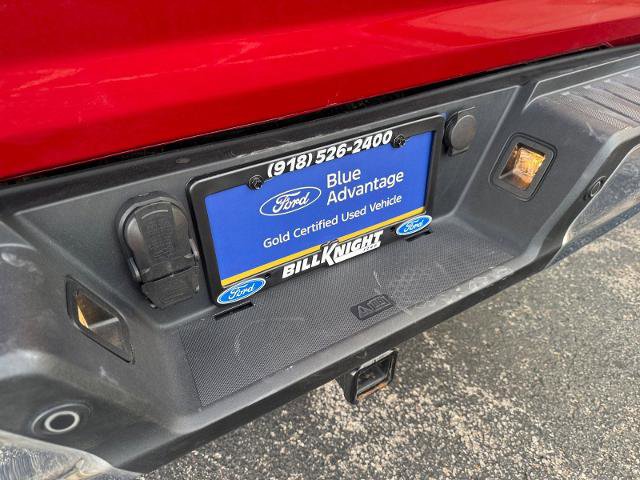 (918) 526-2400
Ford
Blue
Advantage
Gold Certified Used Vehicle
Ford
BILL KNIGHT
Ford